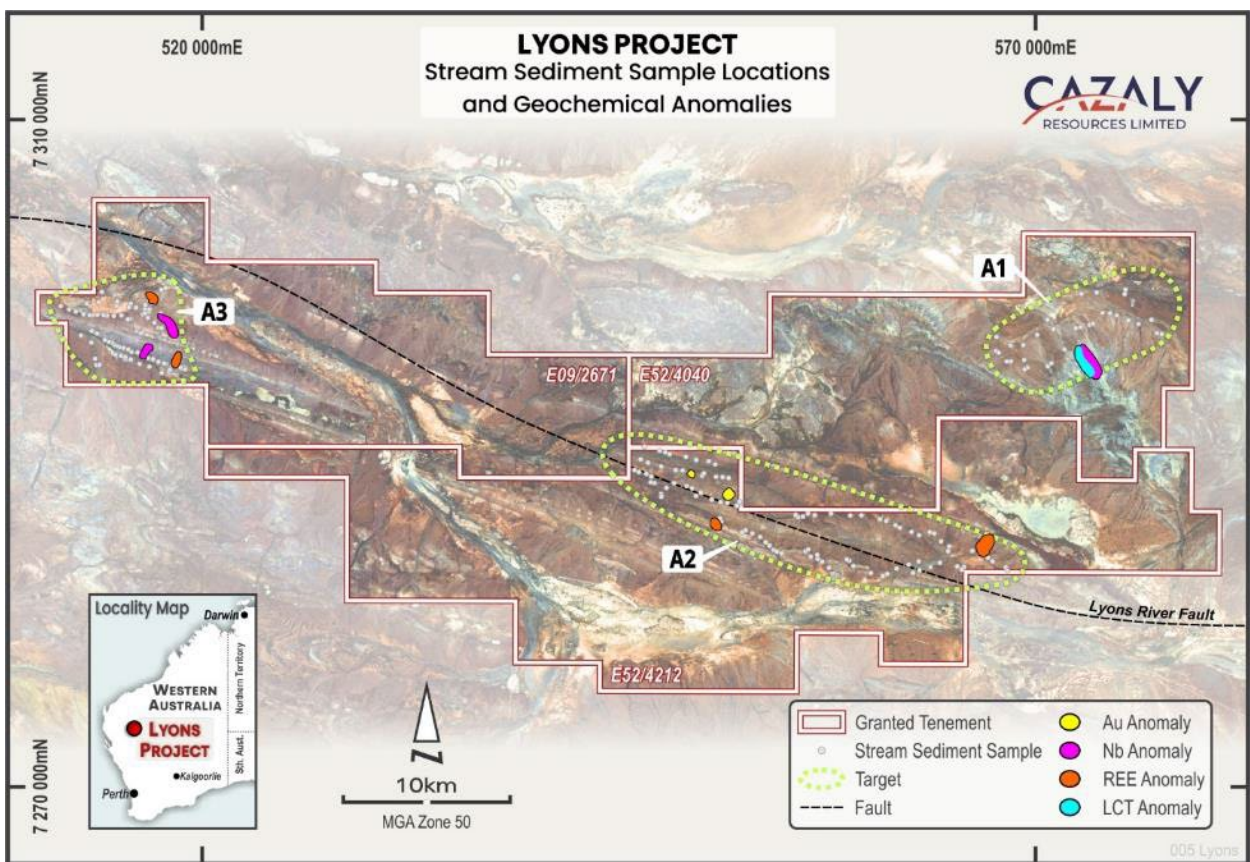 520 000mE
570 000mE
LYONS PROJECT
Stream Sediment Sample Locations
and Geochemical Anomalies
CAZALY
RESOURCES LIMITED
7 310 000mN
A1
A3
E09/2671
E52/4040
A2
Lyons River Fault
E52/4212
Locality Map
Darwin
WESTERN
AUSTRALIA
Northern Territory
LYONS
PROJECT
Sth. Aust.
Kalgoorlie
Perth
7 270 000mN
N
10km
MGA Zone 50
Granted Tenement
Stream Sediment Sample
Target
Fault
Au Anomaly
Nb Anomaly
REE Anomaly
LCT Anomaly
005 Lyons